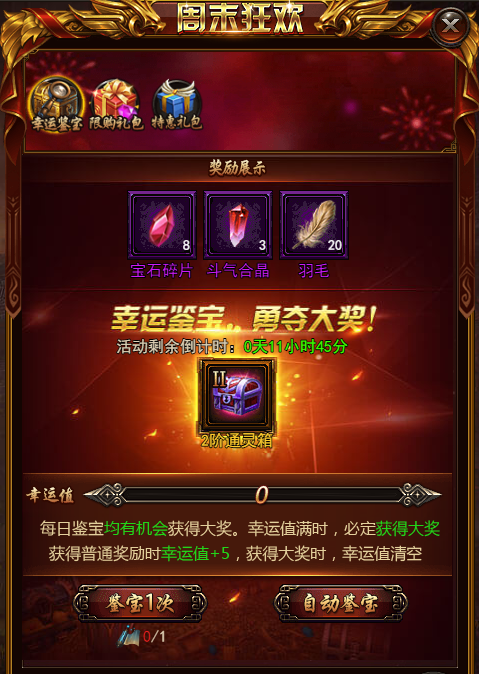 周末狂欢
幸运鉴宝 限购礼包 特惠礼包
奖励展示
8 3 20
宝石碎片 斗气合晶 羽毛
幸运鉴宝，勇夺大奖！
活动剩余倒计时：0天11小时45分
II
2阶通灵箱
幸运值 0
每日鉴宝均有机会获得大奖。幸运值满时，必定获得大奖
获得普通奖励时幸运值+5，获得大奖时，幸运值清空
鉴宝1次 自动鉴宝
0/1